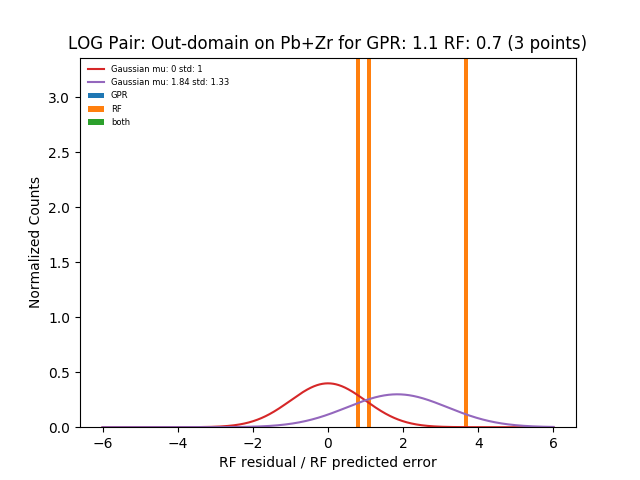 LOG Pair: Out-domain on Pb+Zr for GPR: 1.1 RF: 0.7 (3 points)
Gaussian mu: 0 std: 1
Gaussian mu: 1.84 std: 1.33
GPR
RF
both
3.0
2.5
2.0
1.5
1.0
0.5
0.0
Normalized Counts
−6 −4 −2 0 2 4 6
RF residual / RF predicted error